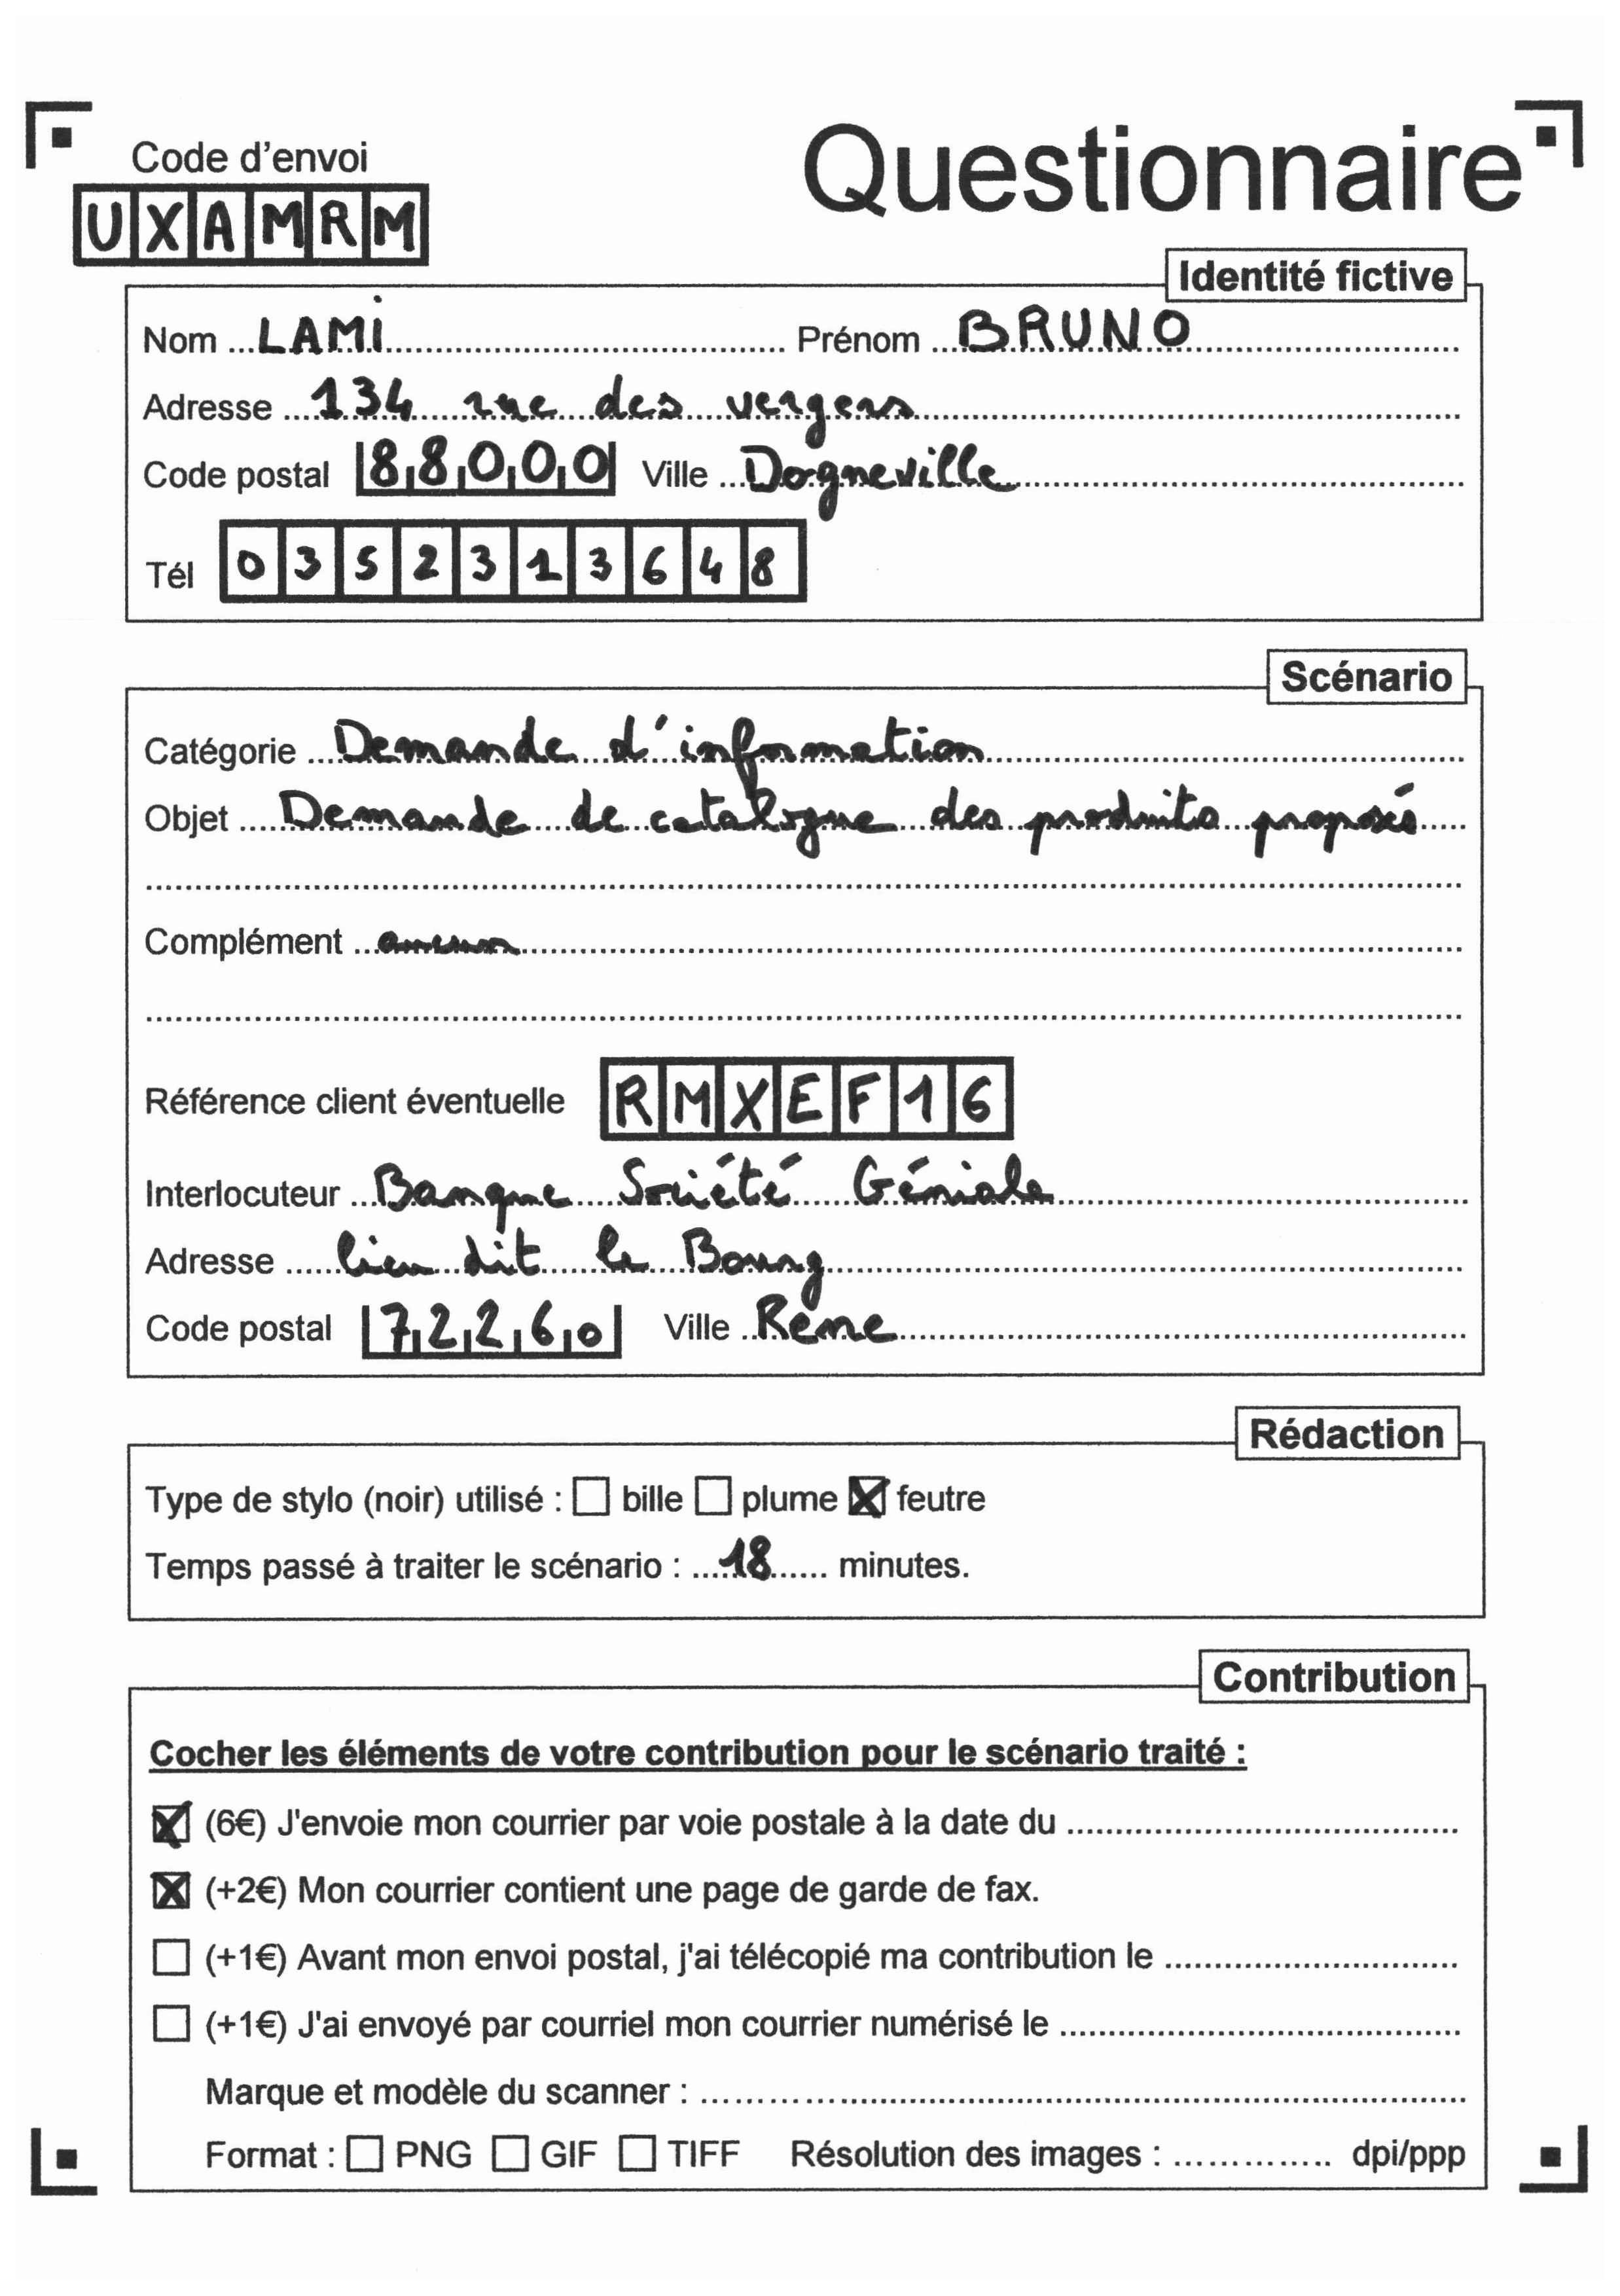 Code d'envoi
UXAMRM
Questionnaire
Identité fictive
Nom LAMI Prénom BRUNO
Adresse 134 rue des vergers
Code postal 88000 Ville Dogneville
Tél 0352313648
Scénario
Catégorie Demande d'information
Objet Demande de catalogue des produits proposés
Complément aucun
Référence client éventuelle RMXEF16
Interlocuteur Banque Société Géniale
Adresse lieu dit le Bourg
Code postal 72260 Ville Rêne
Rédaction
Type de stylo (noir) utilisé : bille plume feutre
Temps passé à traiter le scénario : 18 minutes.
Contribution
Cocher les éléments de votre contribution pour le scénario traité :
(6€) J'envoie mon courrier par voie postale à la date du
(+2€) Mon courrier contient une page de garde de fax.
(+1€) Avant mon envoi postal, j'ai télécopié ma contribution le
(+1€) J'ai envoyé par courriel mon courrier numérisé le
Marque et modèle du scanner :
Format : PNG GIF TIFF Résolution des images : dpi/ppp